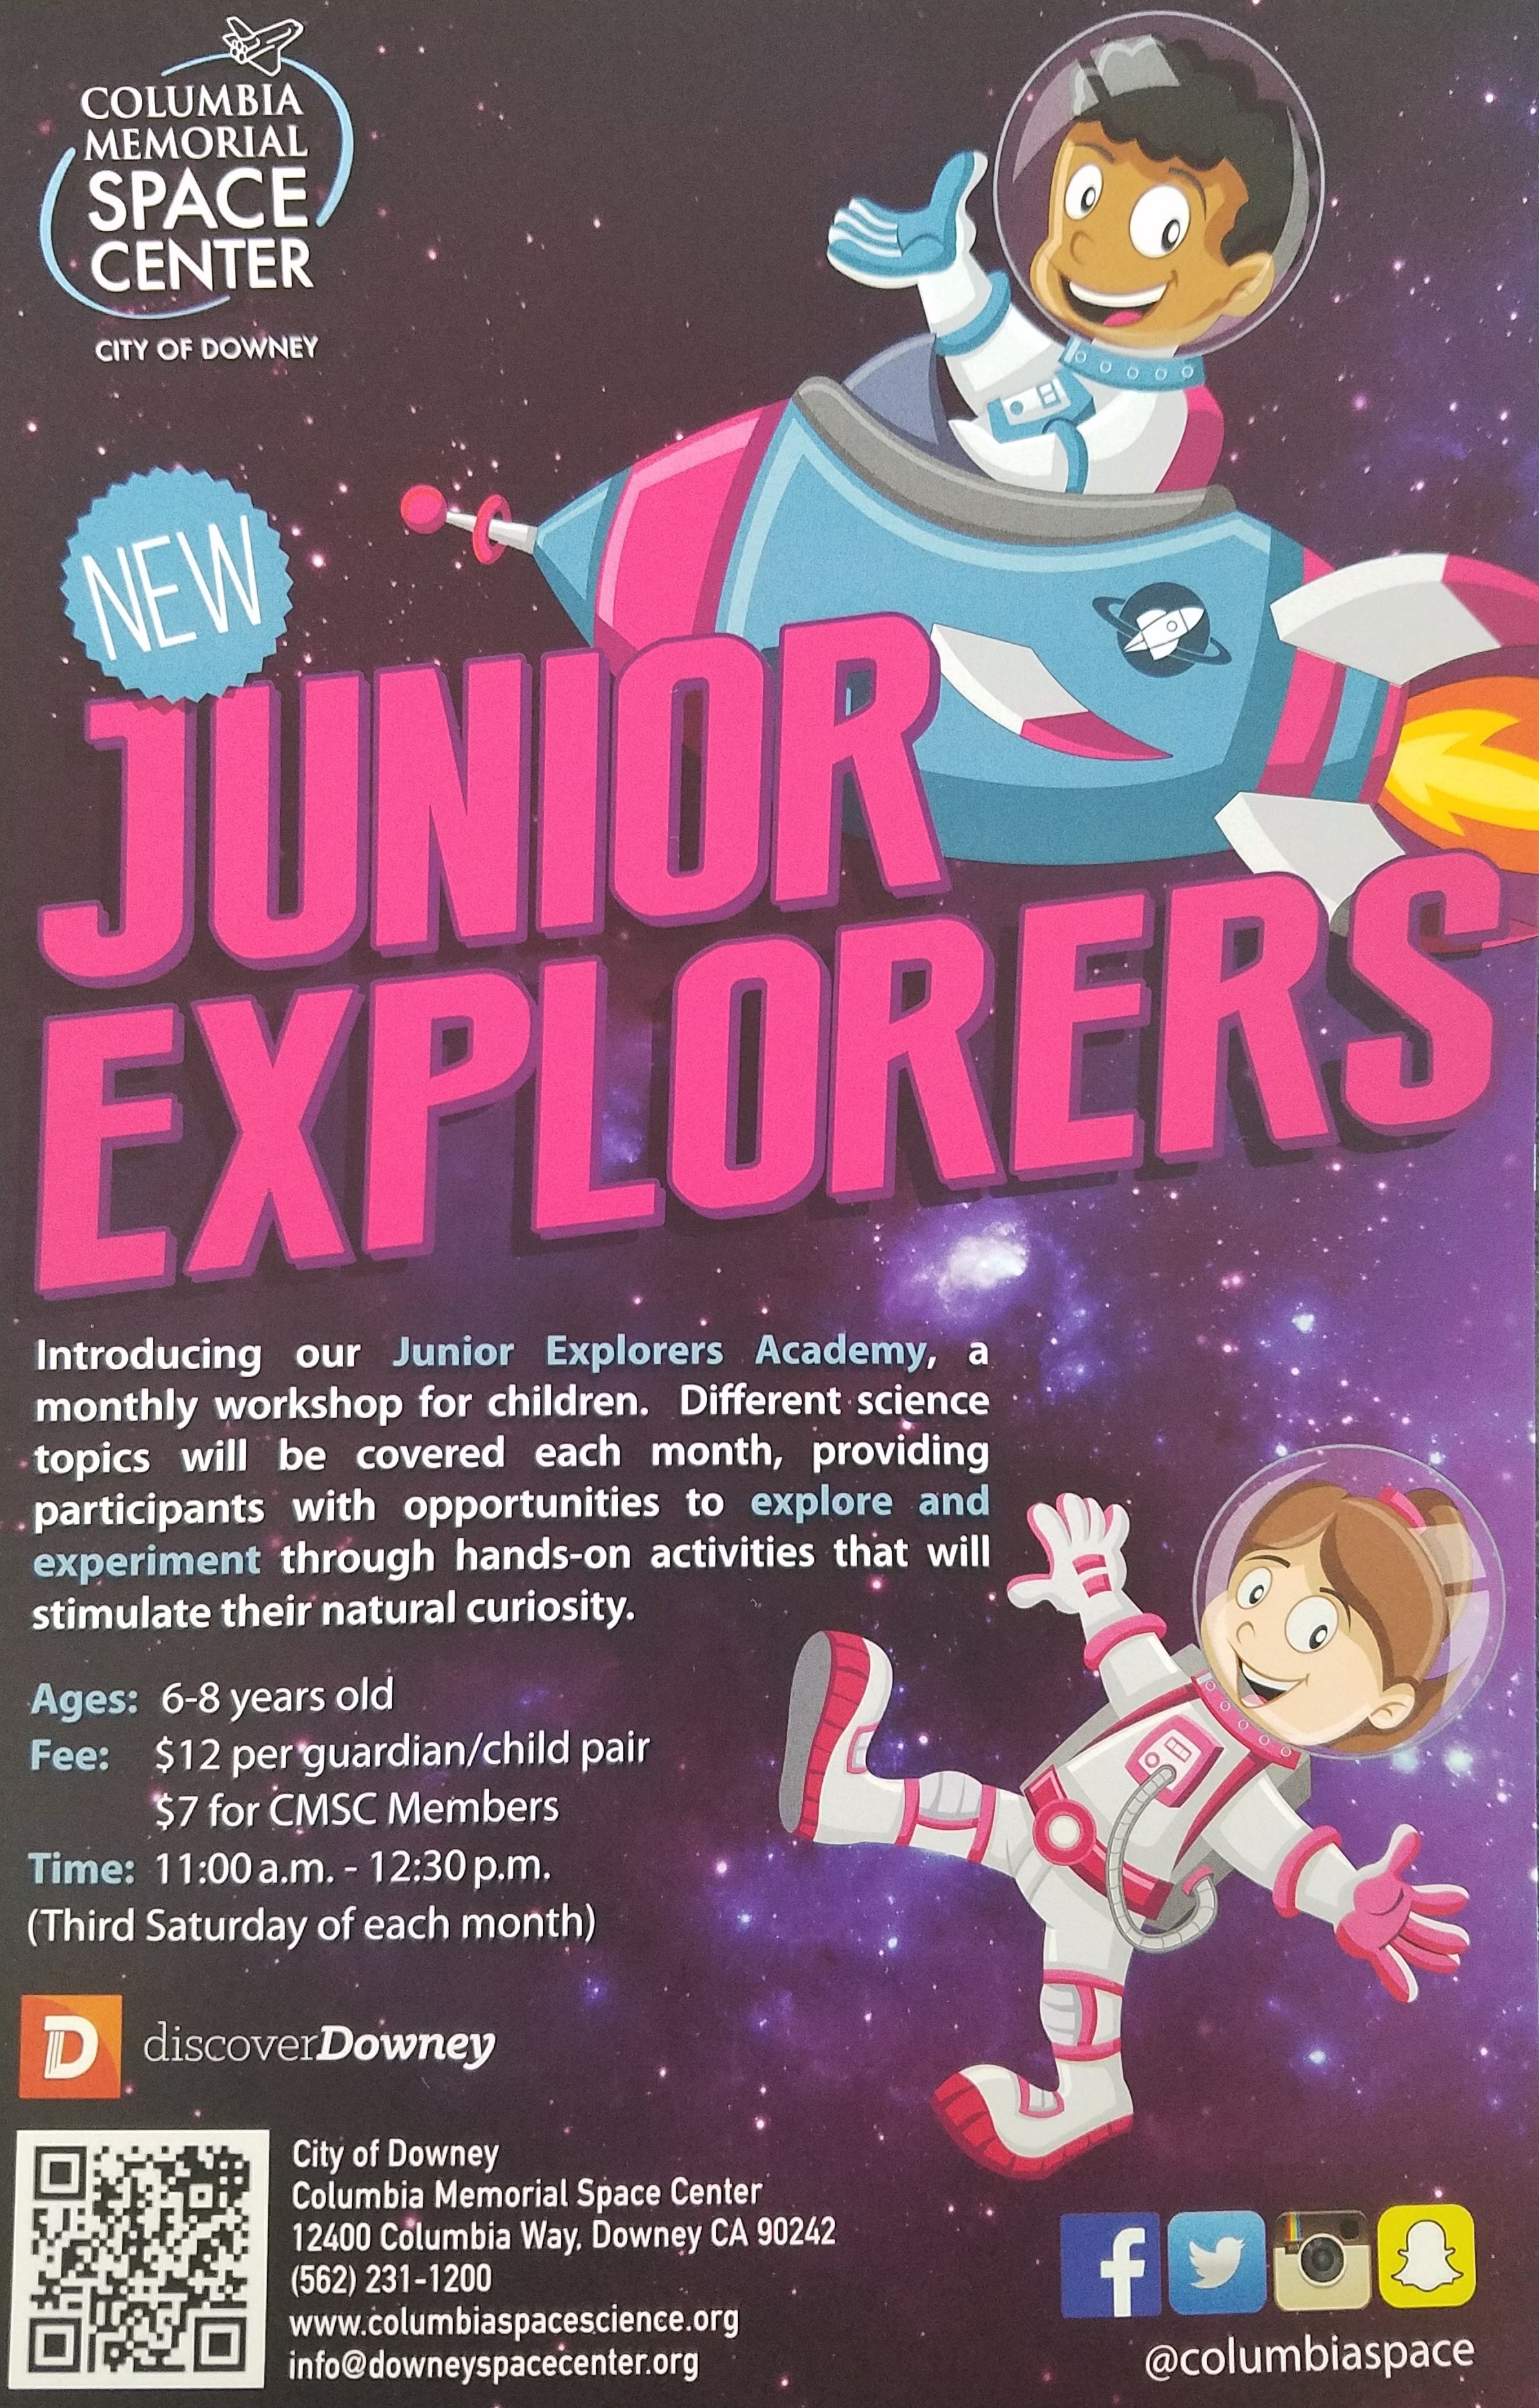 COLUMBIA
MEMORIAL
SPACE
CENTER
CITY OF DOWNEY
NEW
JUNIOR
EXPLORERS
Introducing our Junior Explorers Academy, a
monthly workshop for children. Different science
topics will be covered each month, providing
participants with opportunities to explore and
experiment through hands-on activities that will
stimulate their natural curiosity.
Ages: 6-8 years old
Fee: $12 per guardian/child pair
$7 for CMSC Members
Time: 11:00 a.m. - 12:30 p.m.
(Third Saturday of each month)
D discoverDowney
City of Downey
Columbia Memorial Space Center
12400 Columbia Way, Downey CA 90242
(562) 231-1200
www.columbiaspacescience.org
info@downeyspacecenter.org
f
@columbiaspace